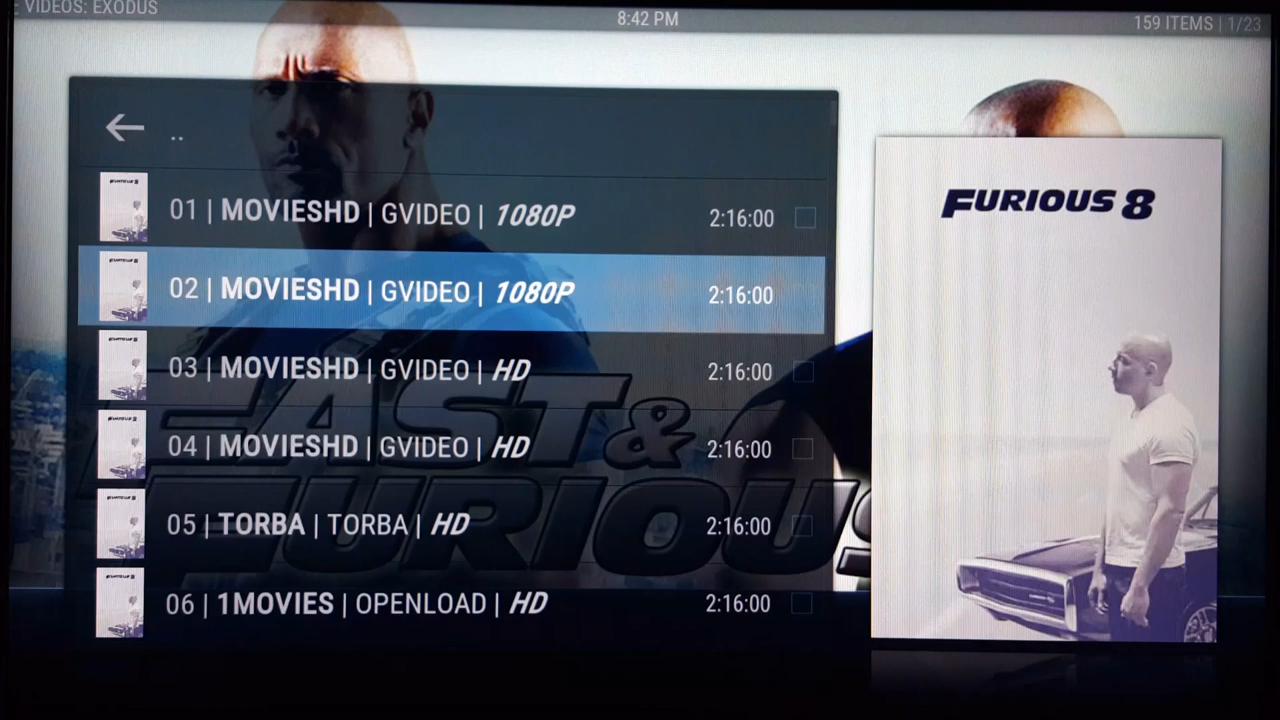 : VIDEOS: EXODUS
8:42 PM
159 ITEMS | 1/23
..
01 | MOVIESHD | GVIDEO | 1080P 2:16:00
02 | MOVIESHD | GVIDEO | 1080P 2:16:00
03 | MOVIESHD | GVIDEO | HD 2:16:00
04 | MOVIESHD | GVIDEO | HD 2:16:00
05 | TORBA | TORBA | HD 2:16:00
06 | 1MOVIES | OPENLOAD | HD 2:16:00
FAST &
FURIOUS
FURIOUS 8